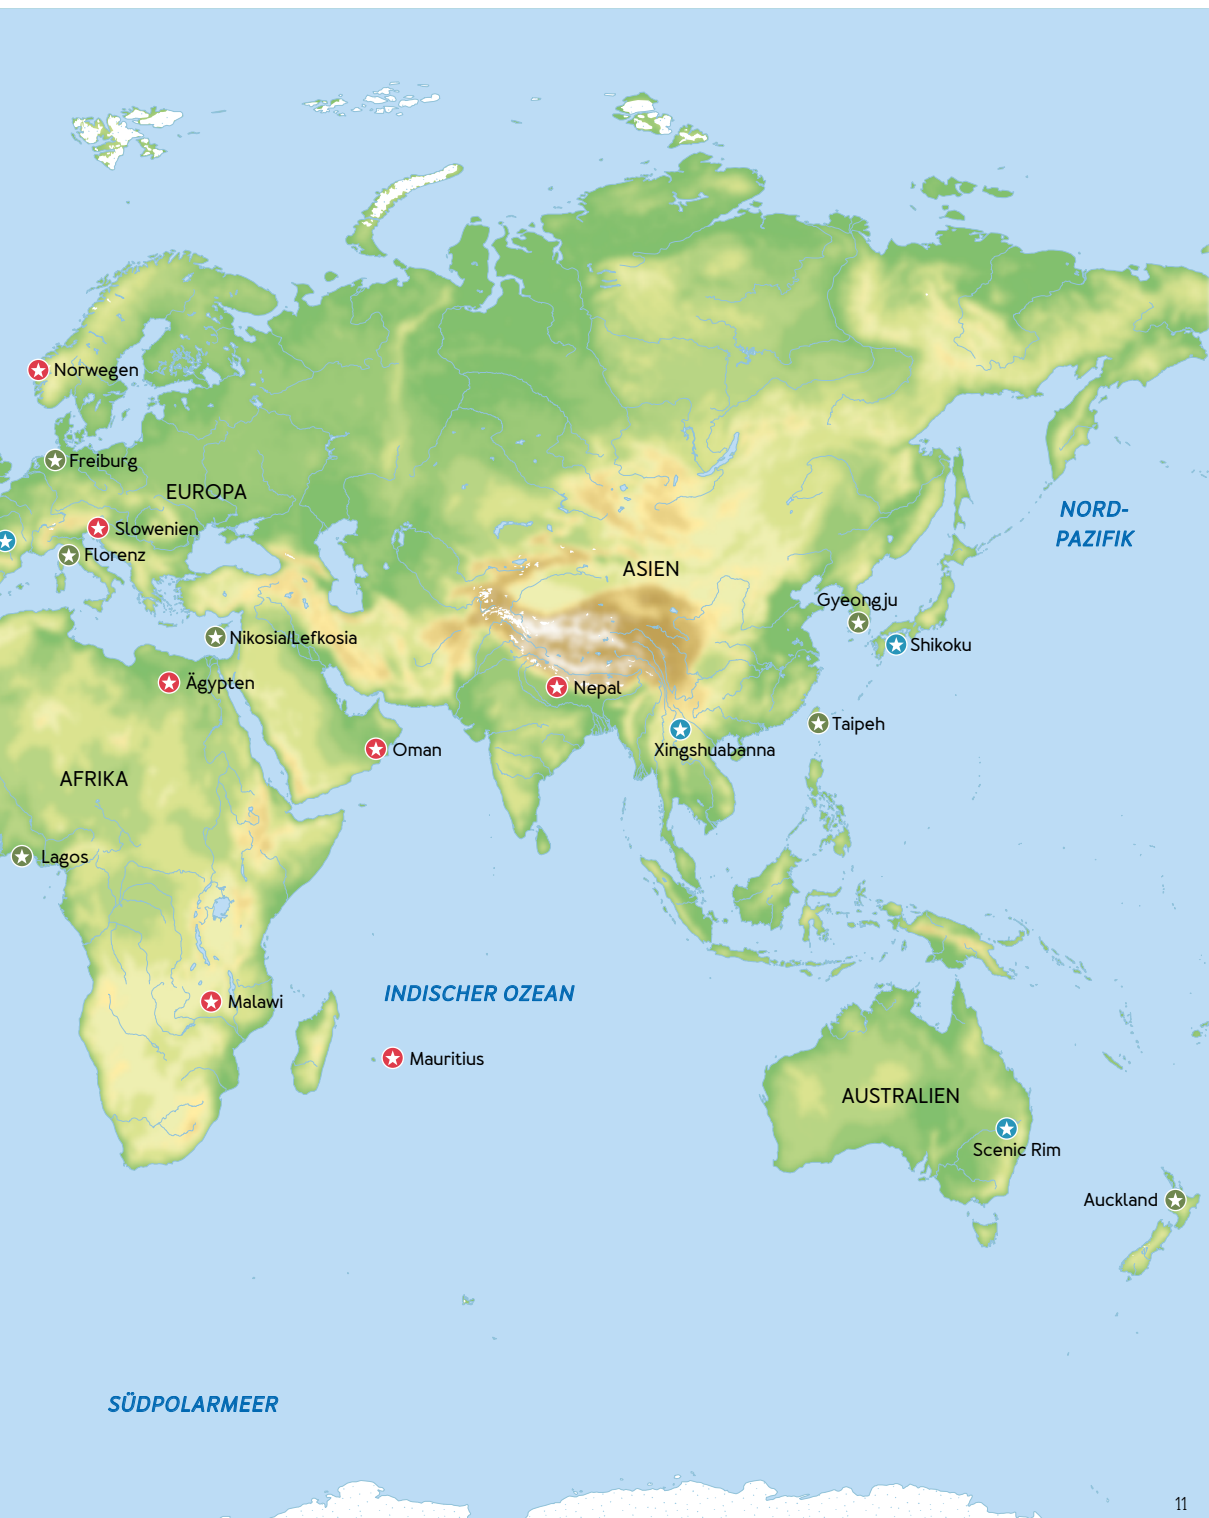 Norwegen
Freiburg
EUROPA
NORD-
PAZIFIK
Slowenien
Florenz
ASIEN
Gyeongju
Nikosia/Lefkosia
Shikoku
Ägypten
Nepal
Taipeh
Oman
Xingshuabanna
AFRIKA
Lagos
INDISCHER OZEAN
Malawi
Mauritius
AUSTRALIEN
Scenic Rim
Auckland
SÜDPOLARMEER
11